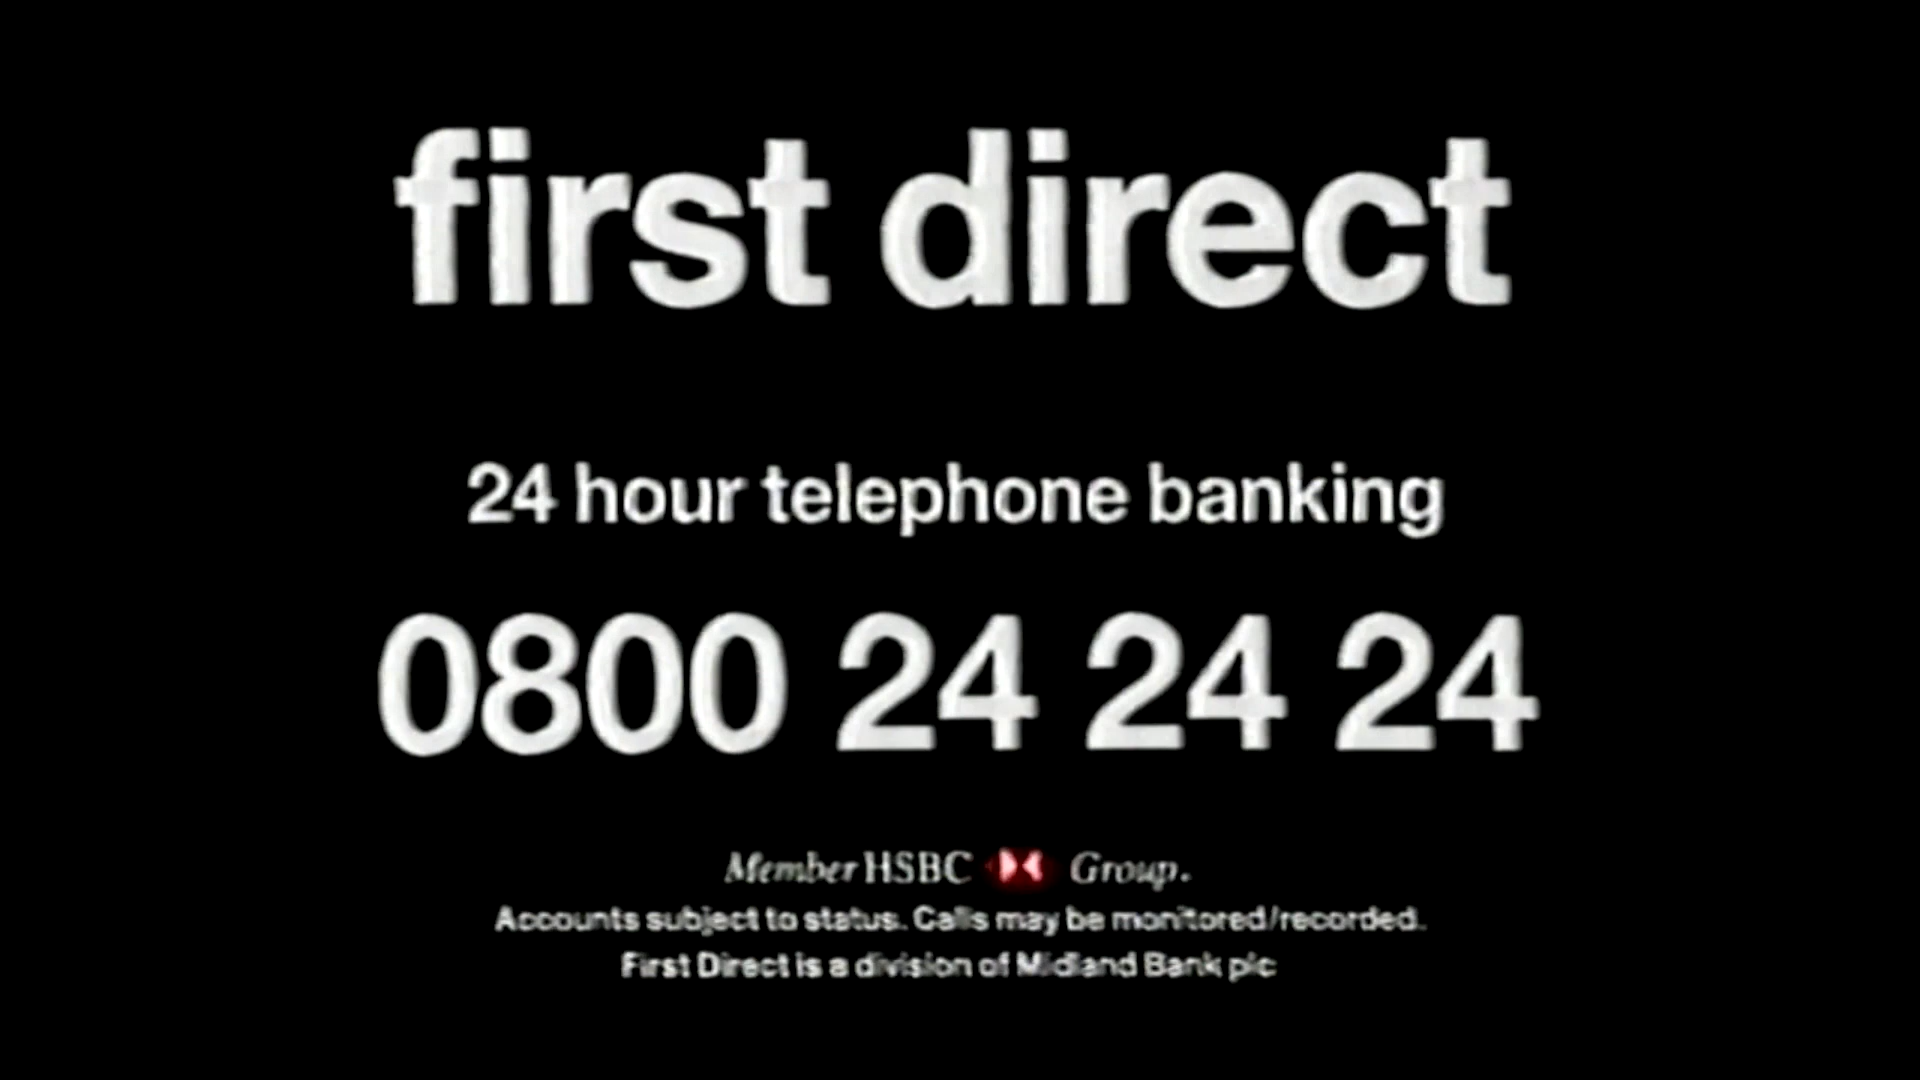 first direct
24 hour telephone banking
0800 24 24 24
Member HSBC Group.
Accounts subject to status. Calls may be monitored/recorded.
First Direct is a division of Midland Bank plc